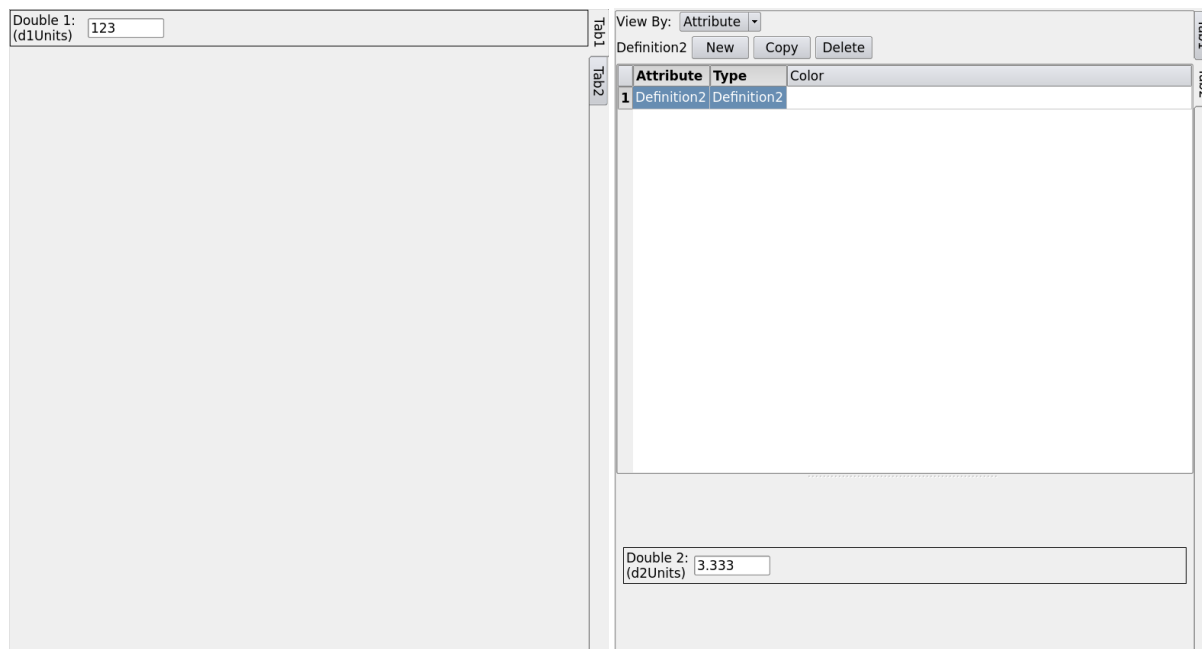 Double 1:
(d1Units)
123
Tab1
Tab2
View By: Attribute
Definition2 New Copy Delete
Attribute Type Color
1 Definition2 Definition2
Double 2:
(d2Units)
3.333